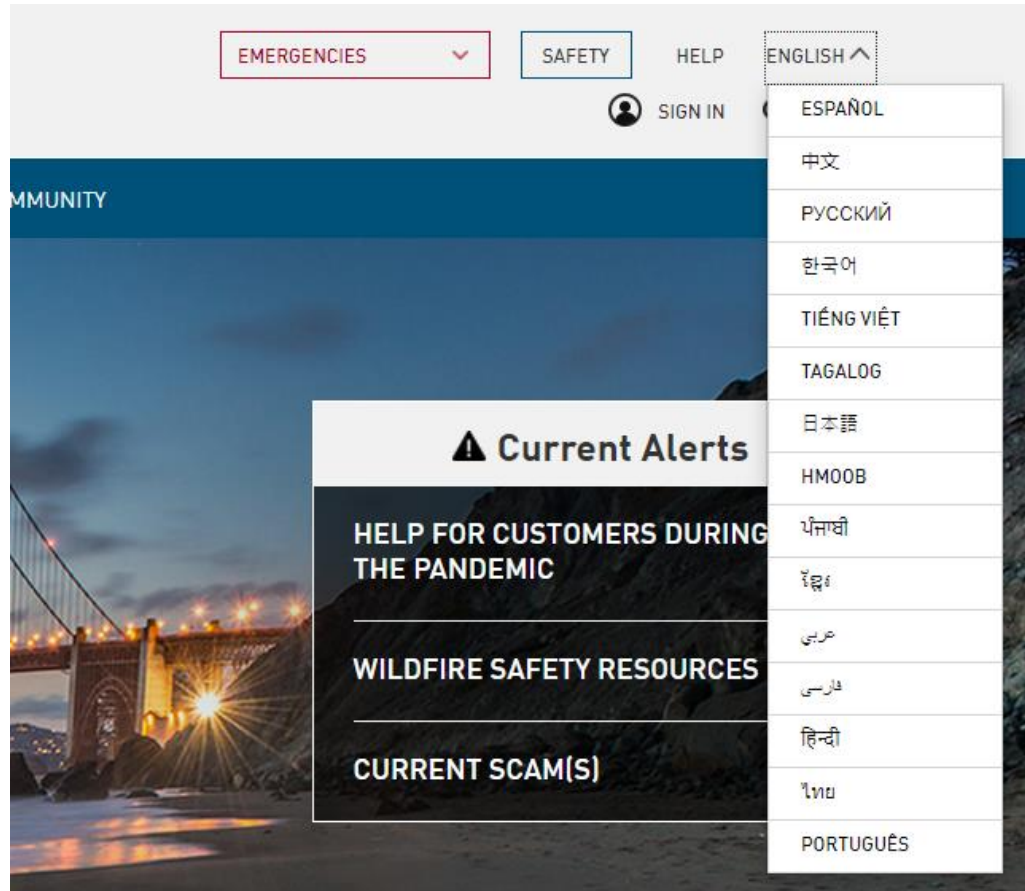 EMERGENCIES
SAFETY
HELP
ENGLISH
SIGN IN
MMUNITY
ESPAÑOL
中文
РУССКИЙ
한국어
TIẾNG VIỆT
TAGALOG
日本語
HMOOB
ਪੰਜਾਬੀ
ខ្មែរ
عربي
فارسی
हिन्दी
ไทย
PORTUGUÊS
Current Alerts
HELP FOR CUSTOMERS DURING
THE PANDEMIC
WILDFIRE SAFETY RESOURCES
CURRENT SCAM(S)